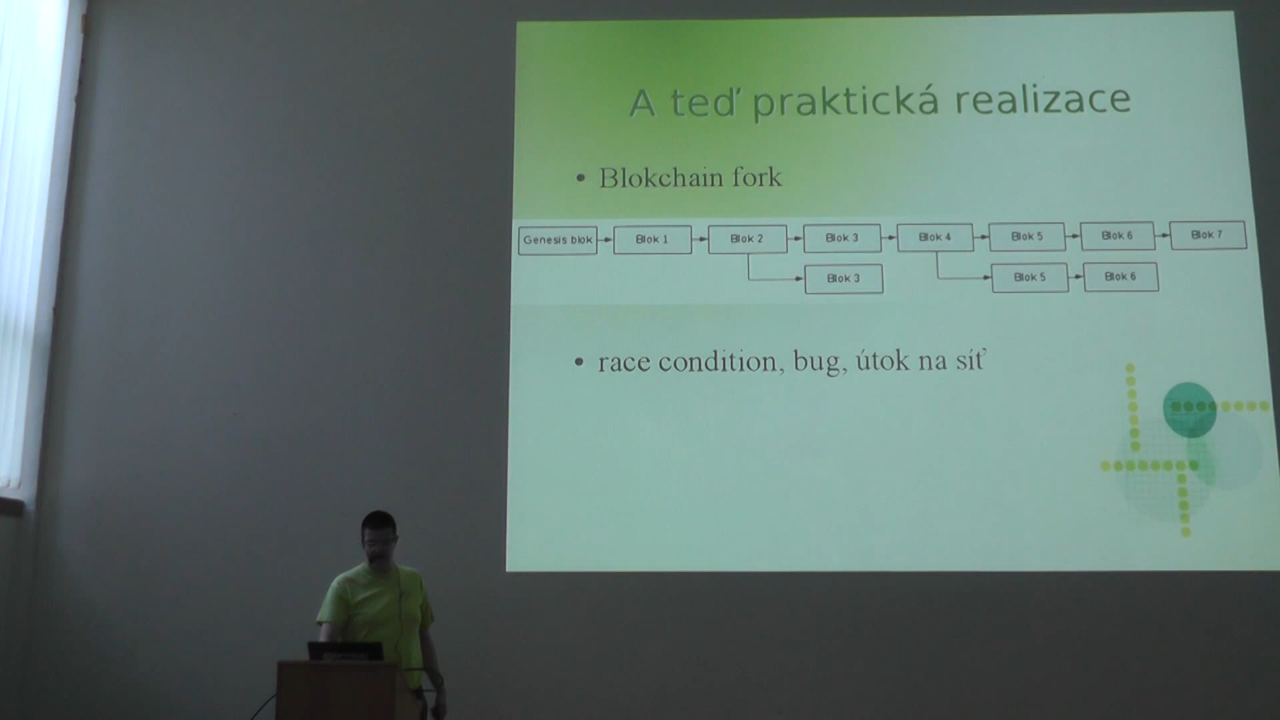 A teď praktická realizace
• Blokchain fork
Genesis blok Blok 1 Blok 2 Blok 3 Blok 4 Blok 5 Blok 6 Blok 7
Blok 3 Blok 5 Blok 6
• race condition, bug, útok na síť